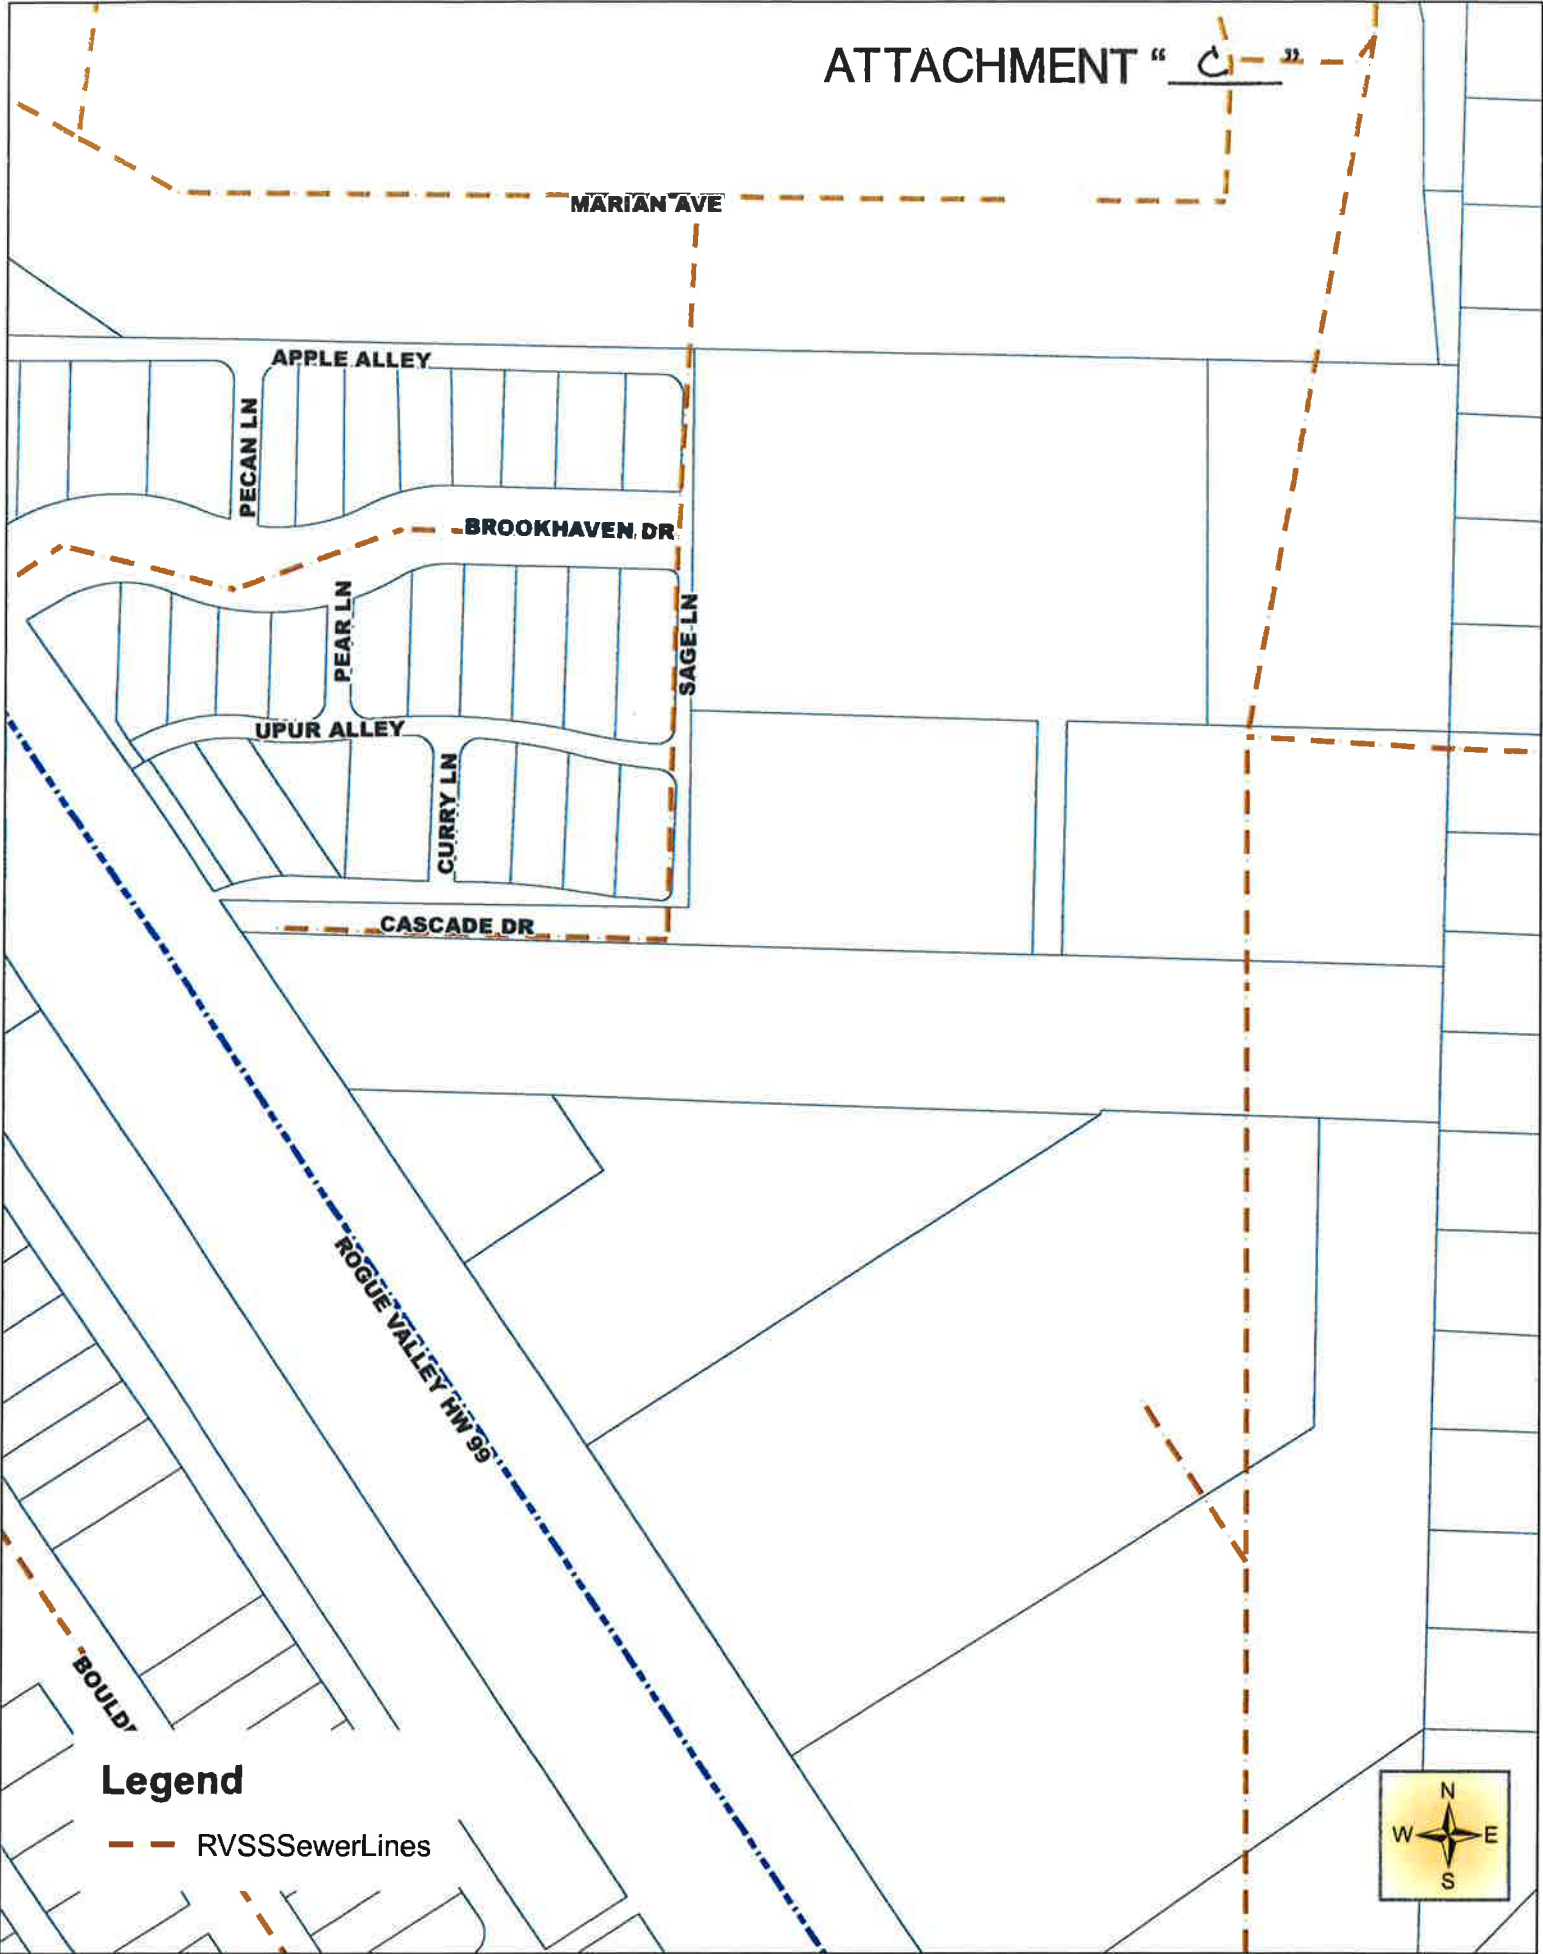 ATTACHMENT “ C ”
MARIAN AVE
APPLE ALLEY
PECAN LN
BROOKHAVEN DR
PEAR LN
SAGE LN
UPUR ALLEY
CURRY LN
CASCADE DR
ROGUE VALLEY HW 99
Legend
RVSSSewerLines
N
W E
S